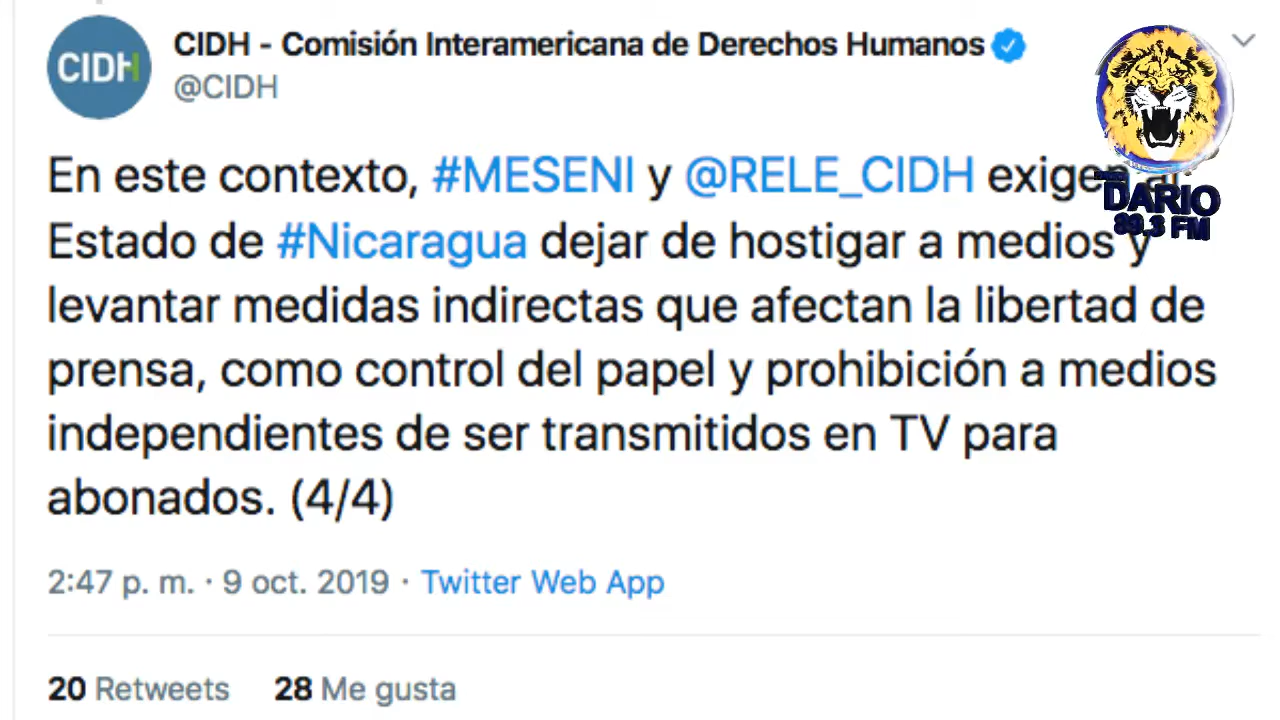 CIDH
CIDH - Comisión Interamericana de Derechos Humanos
@CIDH
En este contexto, #MESENI y @RELE_CIDH exigen al
Estado de #Nicaragua dejar de hostigar a medios y
levantar medidas indirectas que afectan la libertad de
prensa, como control del papel y prohibición a medios
independientes de ser transmitidos en TV para
abonados. (4/4)
2:47 p. m. · 9 oct. 2019 · Twitter Web App
20 Retweets 28 Me gusta
DARIO
89.3 FM